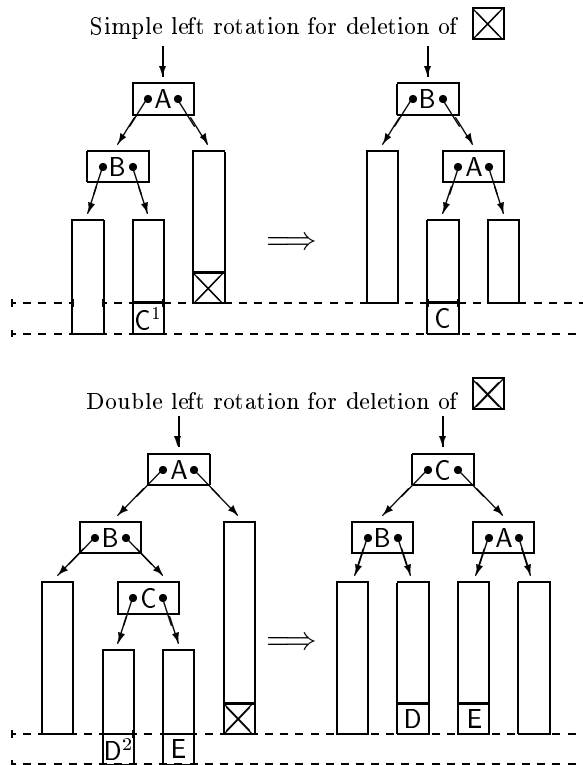 Simple left rotation for deletion of
A B
B A
C¹ C
Double left rotation for deletion of
A C
B B A
C
D E
D² E